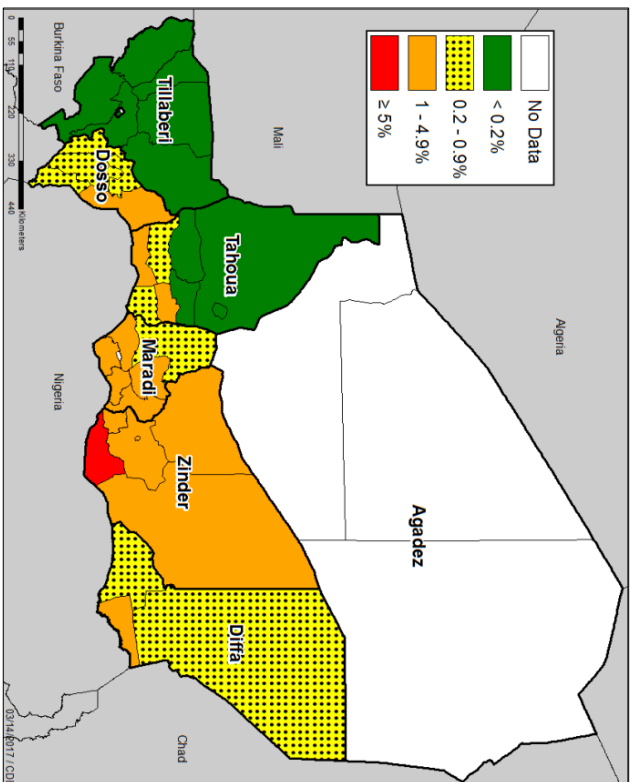 Algeria
Mali
No Data
< 0.2%
0.2 - 0.9%
1 - 4.9%
≥ 5%
Agadez
Tahoua
Tillaberi
Diffa
Zinder
Maradi
Dosso
Burkina Faso
Nigeria
Chad
0 55 110 220 330 440
Kilometers
03/14/2017 / CDI